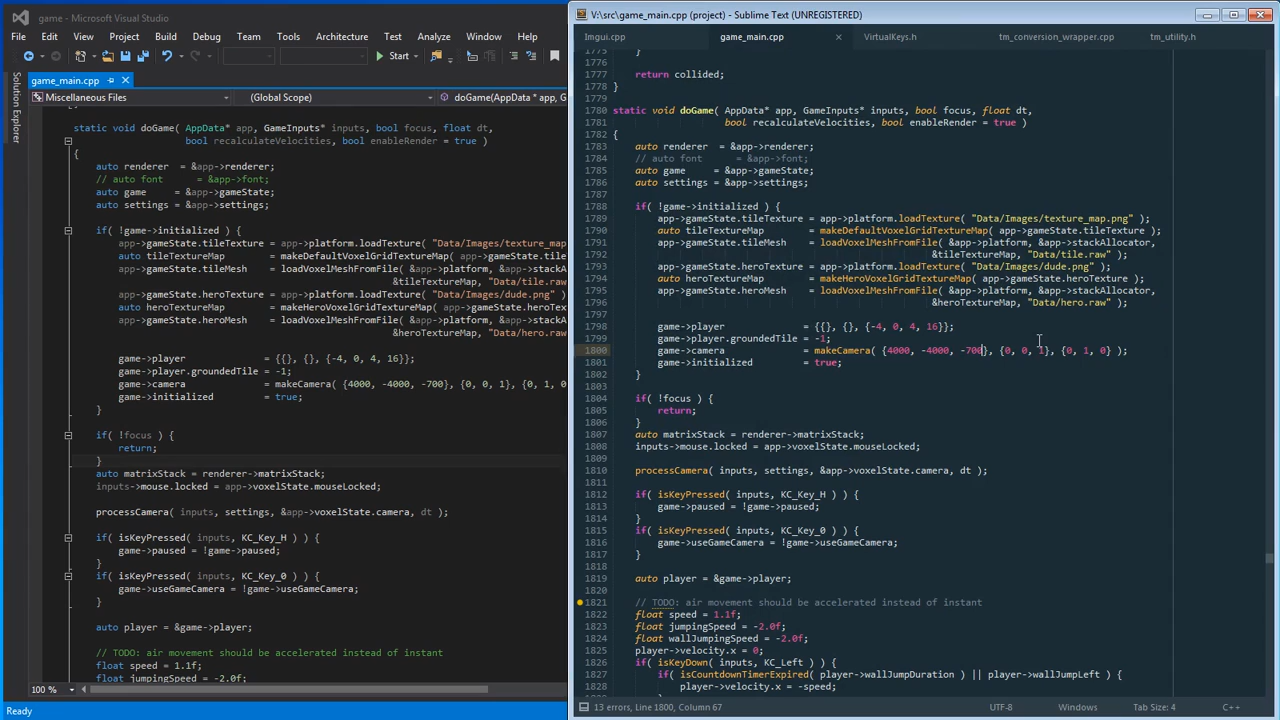 game - Microsoft Visual Studio
File Edit View Project Build Debug Team Tools Architecture Test Analyze Window Help
Start
Solution Explorer
game_main.cpp
Miscellaneous Files (Global Scope) doGame(AppData* app, G
static void doGame( AppData* app, GameInputs* inputs, bool focus, float dt,
bool recalculateVelocities, bool enableRender = true )
{
auto renderer = &app->renderer;
// auto font = &app->font;
auto game = &app->gameState;
auto settings = &app->settings;
if( !game->initialized ) {
app->gameState.tileTexture = app->platform.loadTexture( "Data/Images/texture_map
auto tileTextureMap = makeDefaultVoxelGridTextureMap( app->gameState.tile
app->gameState.tileMesh = loadVoxelMeshFromFile( &app->platform, &app->stackA
&tileTextureMap, "Data/tile.raw" );
app->gameState.heroTexture = app->platform.loadTexture( "Data/Images/dude.png" )
auto heroTextureMap = makeHeroVoxelGridTextureMap( app->gameState.heroTex
app->gameState.heroMesh = loadVoxelMeshFromFile( &app->platform, &app->stackA
&heroTextureMap, "Data/hero.raw"
game->player = {{}, {}, {-4, 0, 4, 16}};
game->player.groundedTile = -1;
game->camera = makeCamera( {4000, -4000, -700}, {0, 0, 1}, {0, 1, 0
game->initialized = true;
}
if( !focus ) {
return;
}
auto matrixStack = renderer->matrixStack;
inputs->mouse.locked = app->voxelState.mouseLocked;
processCamera( inputs, settings, &app->voxelState.camera, dt );
if( isKeyPressed( inputs, KC_Key_H ) ) {
game->paused = !game->paused;
}
if( isKeyPressed( inputs, KC_Key_0 ) ) {
game->useGameCamera = !game->useGameCamera;
}
auto player = &game->player;
// TODO: air movement should be accelerated instead of instant
float speed = 1.1f;
float jumpingSpeed = -2.0f;
100 %
Ready
V:\src\game_main.cpp (project) - Sublime Text (UNREGISTERED)
Imgui.cpp game_main.cpp VirtualKeys.h tm_conversion_wrapper.cpp tm_utility.h
1775 }
1776
1777 return collided;
1778 }
1779
1780 static void doGame( AppData* app, GameInputs* inputs, bool focus, float dt,
1781 bool recalculateVelocities, bool enableRender = true )
1782 {
1783 auto renderer = &app->renderer;
1784 // auto font = &app->font;
1785 auto game = &app->gameState;
1786 auto settings = &app->settings;
1787
1788 if( !game->initialized ) {
1789 app->gameState.tileTexture = app->platform.loadTexture( "Data/Images/texture_map.png" );
1790 auto tileTextureMap = makeDefaultVoxelGridTextureMap( app->gameState.tileTexture );
1791 app->gameState.tileMesh = loadVoxelMeshFromFile( &app->platform, &app->stackAllocator,
1792 &tileTextureMap, "Data/tile.raw" );
1793 app->gameState.heroTexture = app->platform.loadTexture( "Data/Images/dude.png" );
1794 auto heroTextureMap = makeHeroVoxelGridTextureMap( app->gameState.heroTexture );
1795 app->gameState.heroMesh = loadVoxelMeshFromFile( &app->platform, &app->stackAllocator,
1796 &heroTextureMap, "Data/hero.raw" );
1797
1798 game->player = {{}, {}, {-4, 0, 4, 16}};
1799 game->player.groundedTile = -1;
1800 game->camera = makeCamera( {4000, -4000, -700}, {0, 0, 1}, {0, 1, 0} );
1801 game->initialized = true;
1802 }
1803
1804 if( !focus ) {
1805 return;
1806 }
1807 auto matrixStack = renderer->matrixStack;
1808 inputs->mouse.locked = app->voxelState.mouseLocked;
1809
1810 processCamera( inputs, settings, &app->voxelState.camera, dt );
1811
1812 if( isKeyPressed( inputs, KC_Key_H ) ) {
1813 game->paused = !game->paused;
1814 }
1815 if( isKeyPressed( inputs, KC_Key_0 ) ) {
1816 game->useGameCamera = !game->useGameCamera;
1817 }
1818
1819 auto player = &game->player;
1820
1821 // TODO: air movement should be accelerated instead of instant
1822 float speed = 1.1f;
1823 float jumpingSpeed = -2.0f;
1824 float wallJumpingSpeed = -2.0f;
1825 player->velocity.x = 0;
1826 if( isKeyDown( inputs, KC_Left ) ) {
1827 if( isCountdownTimerExpired( player->wallJumpDuration ) || player->wallJumpLeft ) {
1828 player->velocity.x = -speed;
13 errors, Line 1800, Column 67 UTF-8 Windows Tab Size: 4 C++